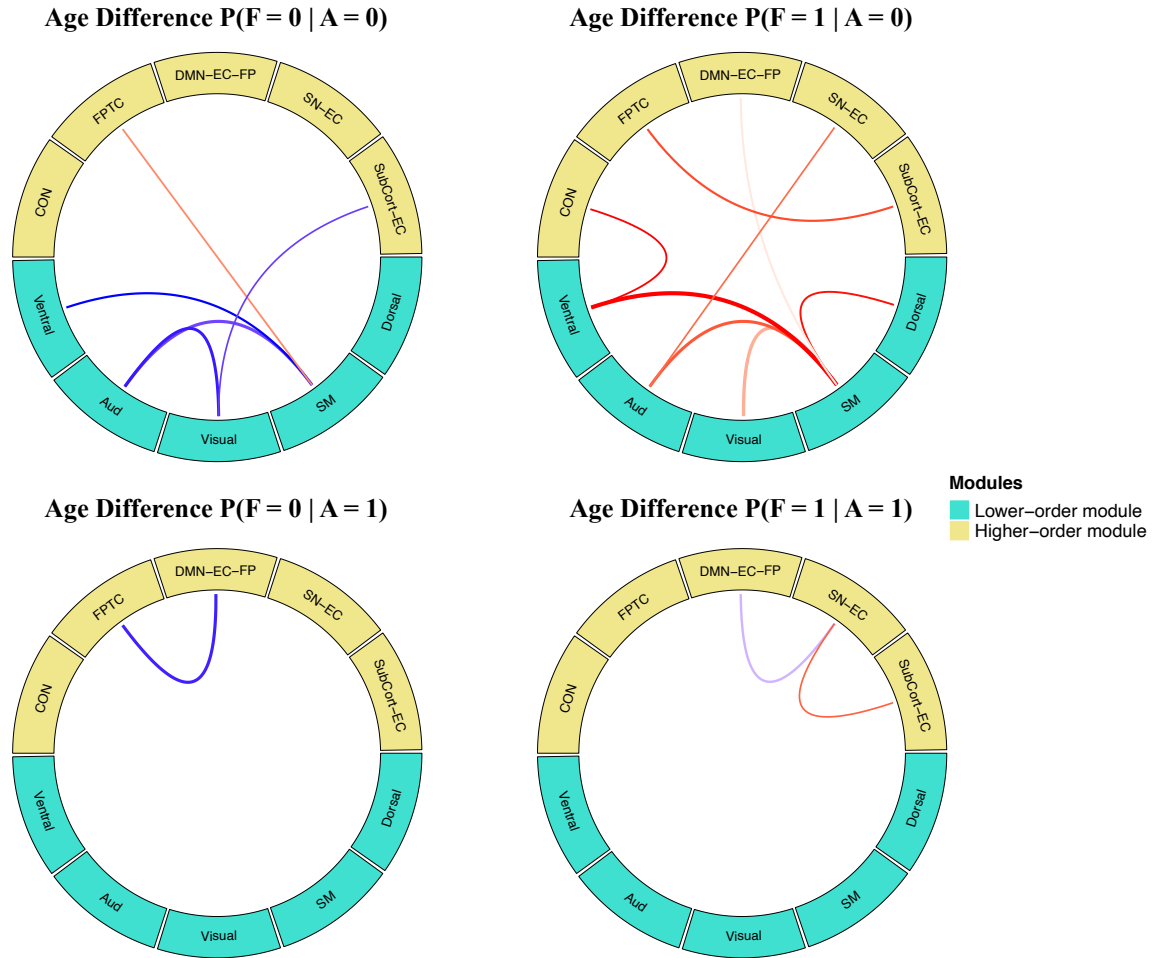 Age Difference P(F = 0 | A = 0)
Age Difference P(F = 1 | A = 0)
DMN−EC−FP
SN−EC
SubCort−EC
Dorsal
SM
Visual
Aud
Ventral
CON
FPTC
DMN−EC−FP
SN−EC
SubCort−EC
Dorsal
SM
Visual
Aud
Ventral
CON
FPTC
Age Difference P(F = 0 | A = 1)
Age Difference P(F = 1 | A = 1)
DMN−EC−FP
SN−EC
SubCort−EC
Dorsal
SM
Visual
Aud
Ventral
CON
FPTC
DMN−EC−FP
SN−EC
SubCort−EC
Dorsal
SM
Visual
Aud
Ventral
CON
FPTC
Modules
Lower−order module
Higher−order module